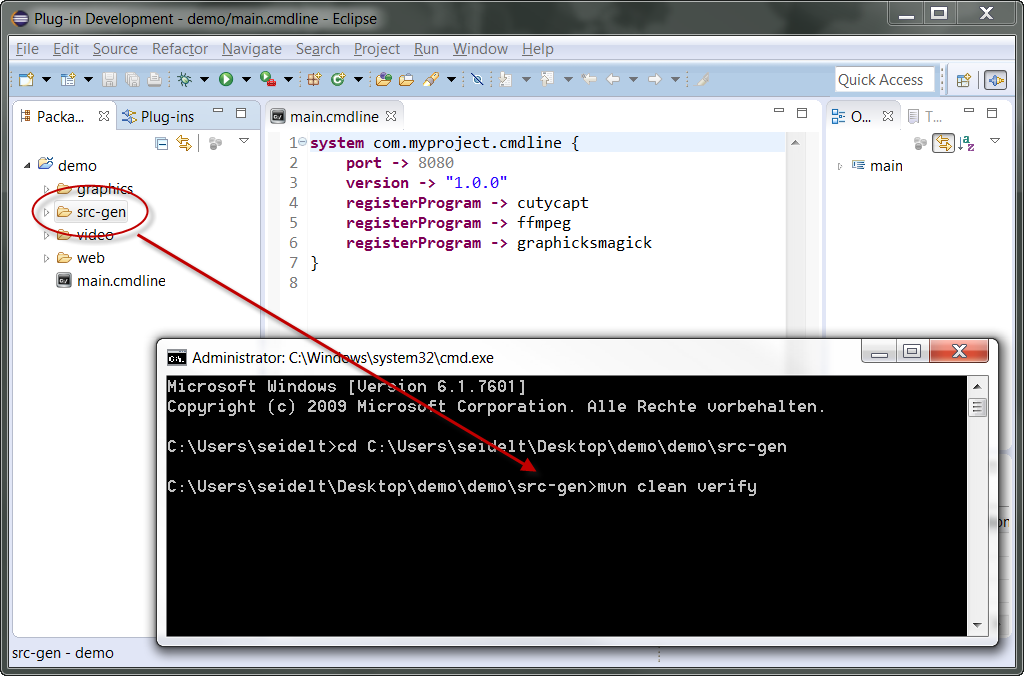 Plug-in Development - demo/main.cmdline - Eclipse
File Edit Source Refactor Navigate Search Project Run Window Help
Quick Access
Packa...
Plug-ins
main.cmdline
O...
T...
demo
graphics
src-gen
video
web
main.cmdline
1 system com.myproject.cmdline {
2 port -> 8080
3 version -> "1.0.0"
4 registerProgram -> cutycapt
5 registerProgram -> ffmpeg
6 registerProgram -> graphicksmagick
7 }
8
main
Administrator: C:\Windows\system32\cmd.exe
Microsoft Windows [Version 6.1.7601]
Copyright (c) 2009 Microsoft Corporation. Alle Rechte vorbehalten.
C:\Users\seidelt>cd C:\Users\seidelt\Desktop\demo\demo\src-gen
C:\Users\seidelt\Desktop\demo\demo\src-gen>mvn clean verify
src-gen - demo